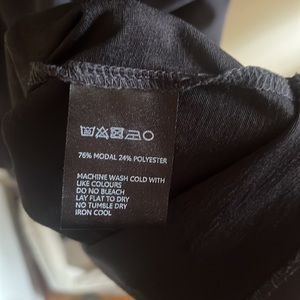 76% MODAL 24% POLYESTER
MACHINE WASH COLD WITH
LIKE COLOURS
DO NOT BLEACH
LAY FLAT TO DRY
NO TUMBLE DRY
IRON COOL